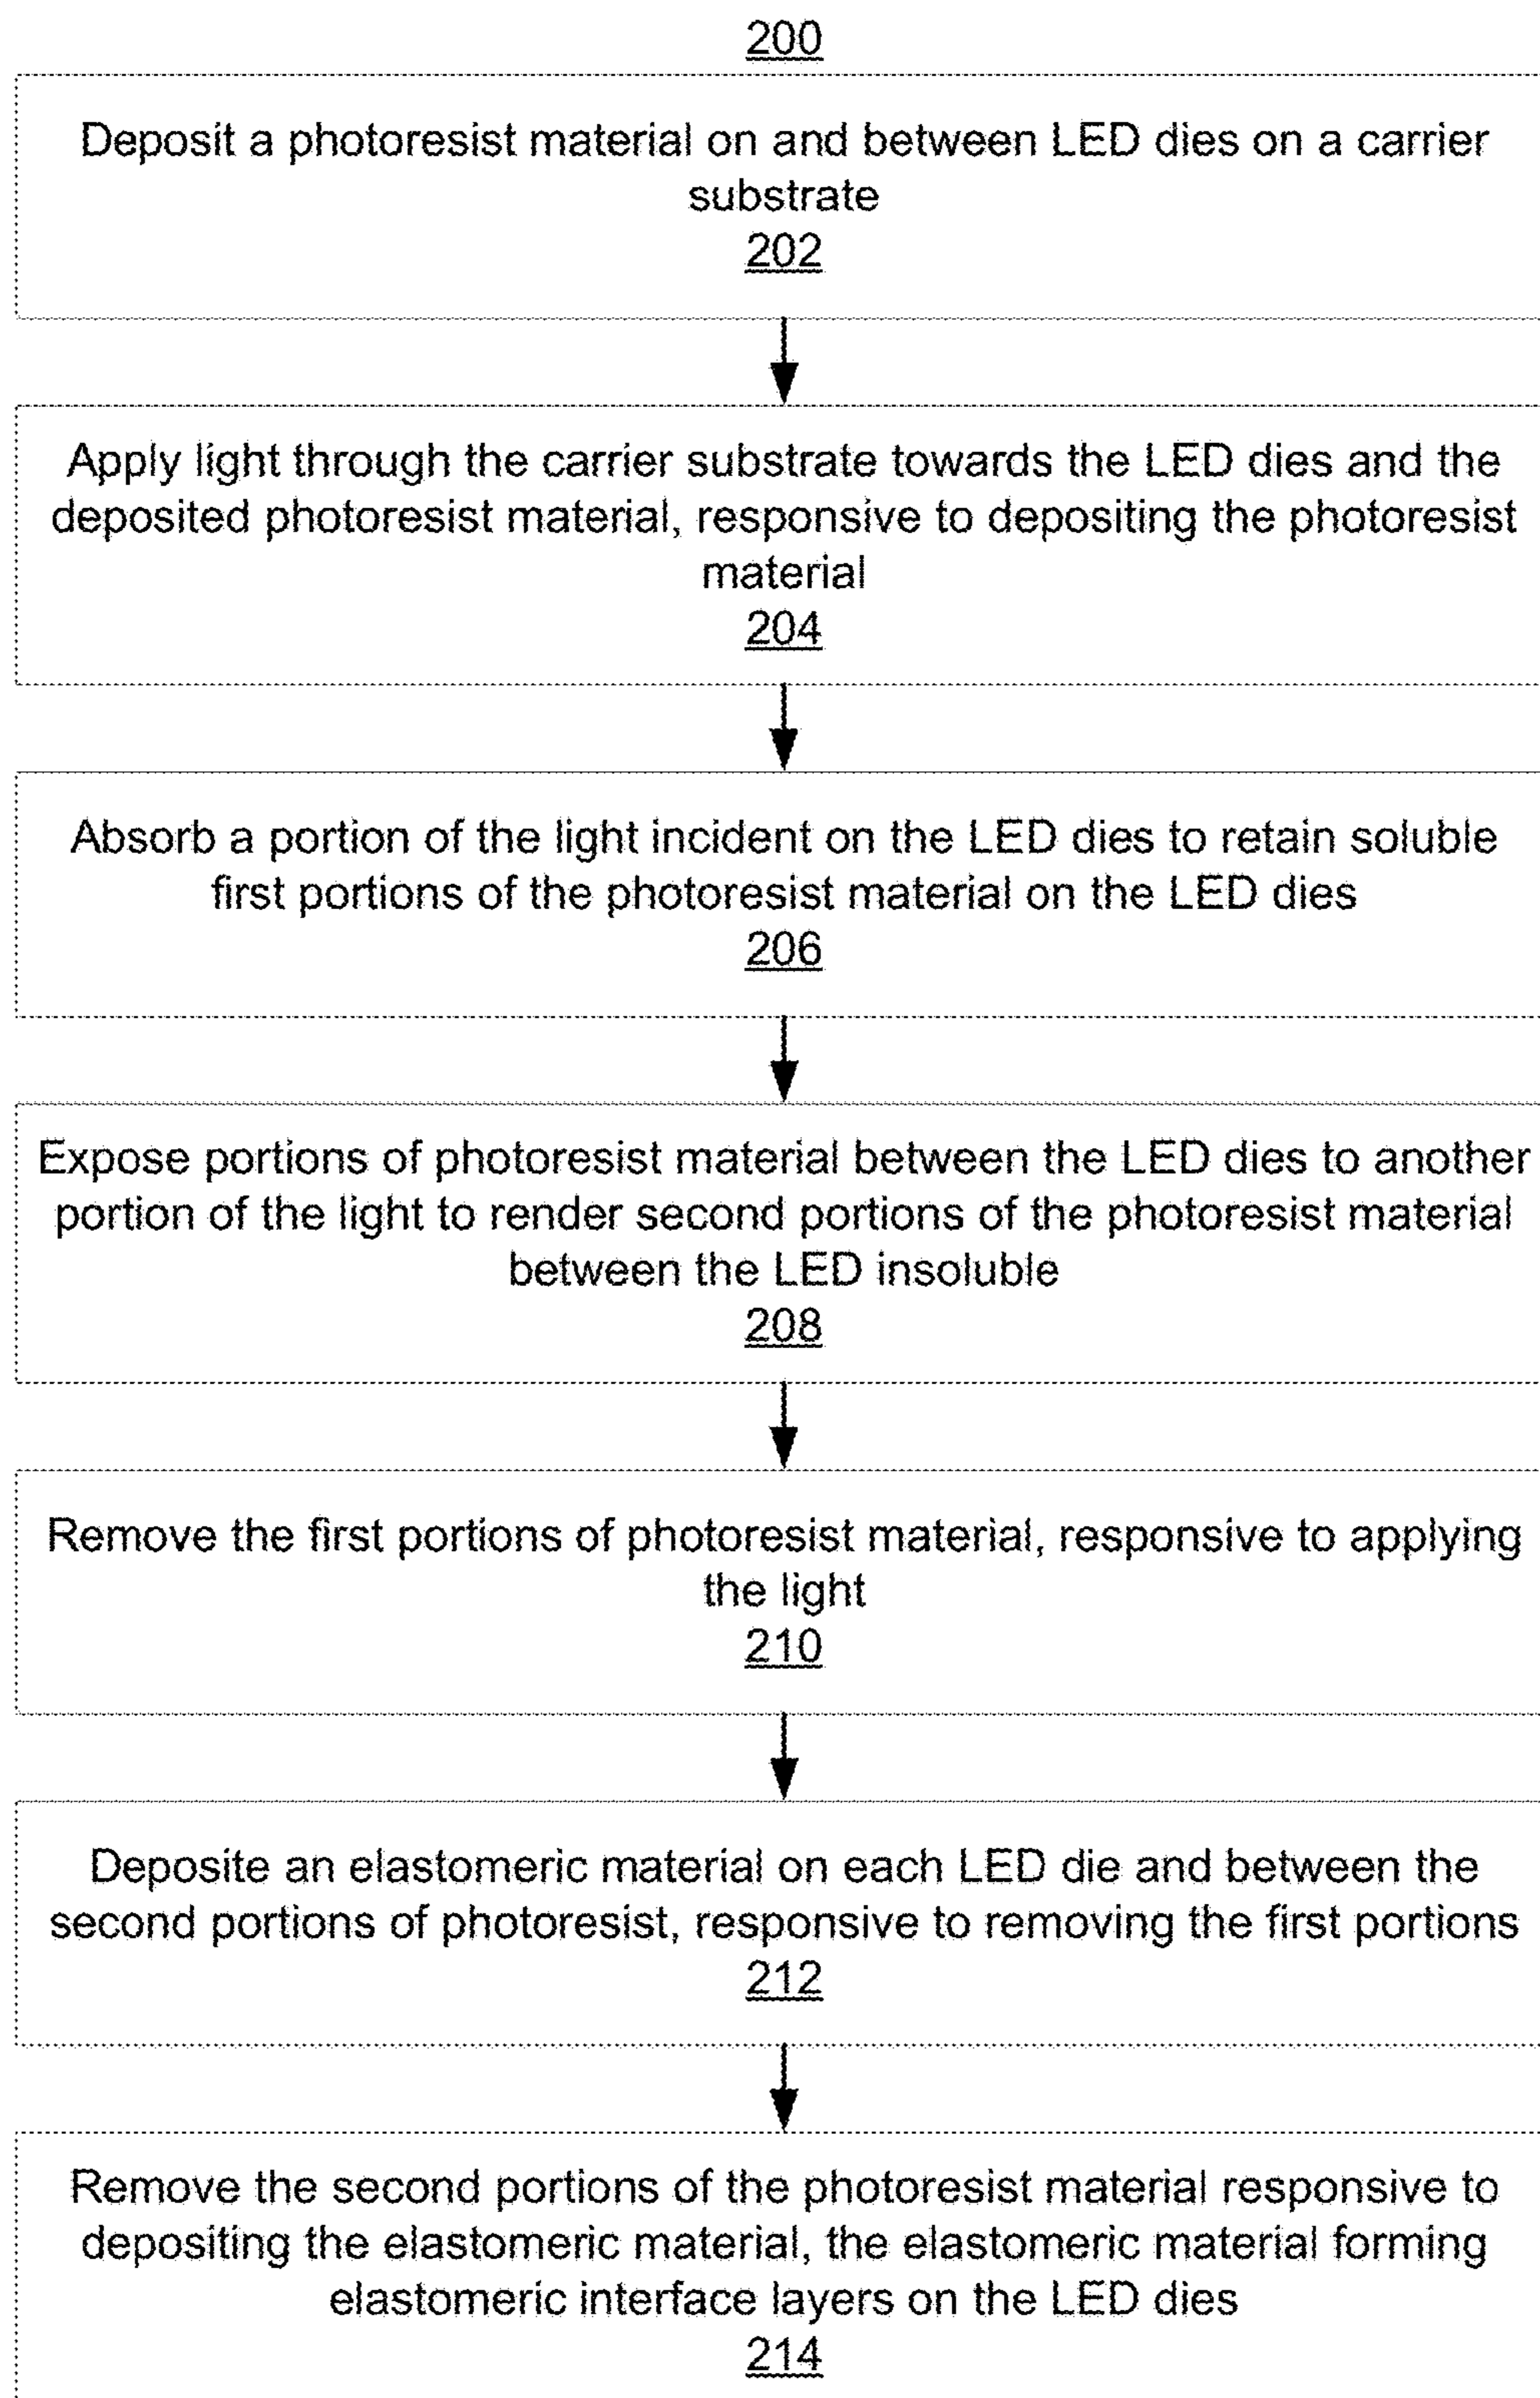 200
Deposit a photoresist material on and between LED dies on a carrier
substrate
202
Apply light through the carrier substrate towards the LED dies and the
deposited photoresist material, responsive to depositing the photoresist
material
204
Absorb a portion of the light incident on the LED dies to retain soluble
first portions of the photoresist material on the LED dies
206
Expose portions of photoresist material between the LED dies to another
portion of the light to render second portions of the photoresist material
between the LED insoluble
208
Remove the first portions of photoresist material, responsive to applying
the light
210
Deposite an elastomeric material on each LED die and between the
second portions of photoresist, responsive to removing the first portions
212
Remove the second portions of the photoresist material responsive to
depositing the elastomeric material, the elastomeric material forming
elastomeric interface layers on the LED dies
214